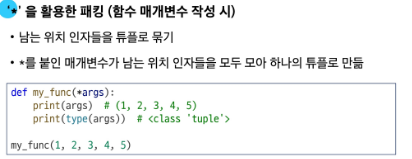 '*' 을 활용한 패킹 (함수 매개변수 작성 시)
• 남는 위치 인자들을 튜플로 묶기
• *를 붙인 매개변수가 남는 위치 인자들을 모두 모아 하나의 튜플로 만듦
def my_func(*args):
    print(args)  # (1, 2, 3, 4, 5)
    print(type(args))  # <class 'tuple'>
my_func(1, 2, 3, 4, 5)